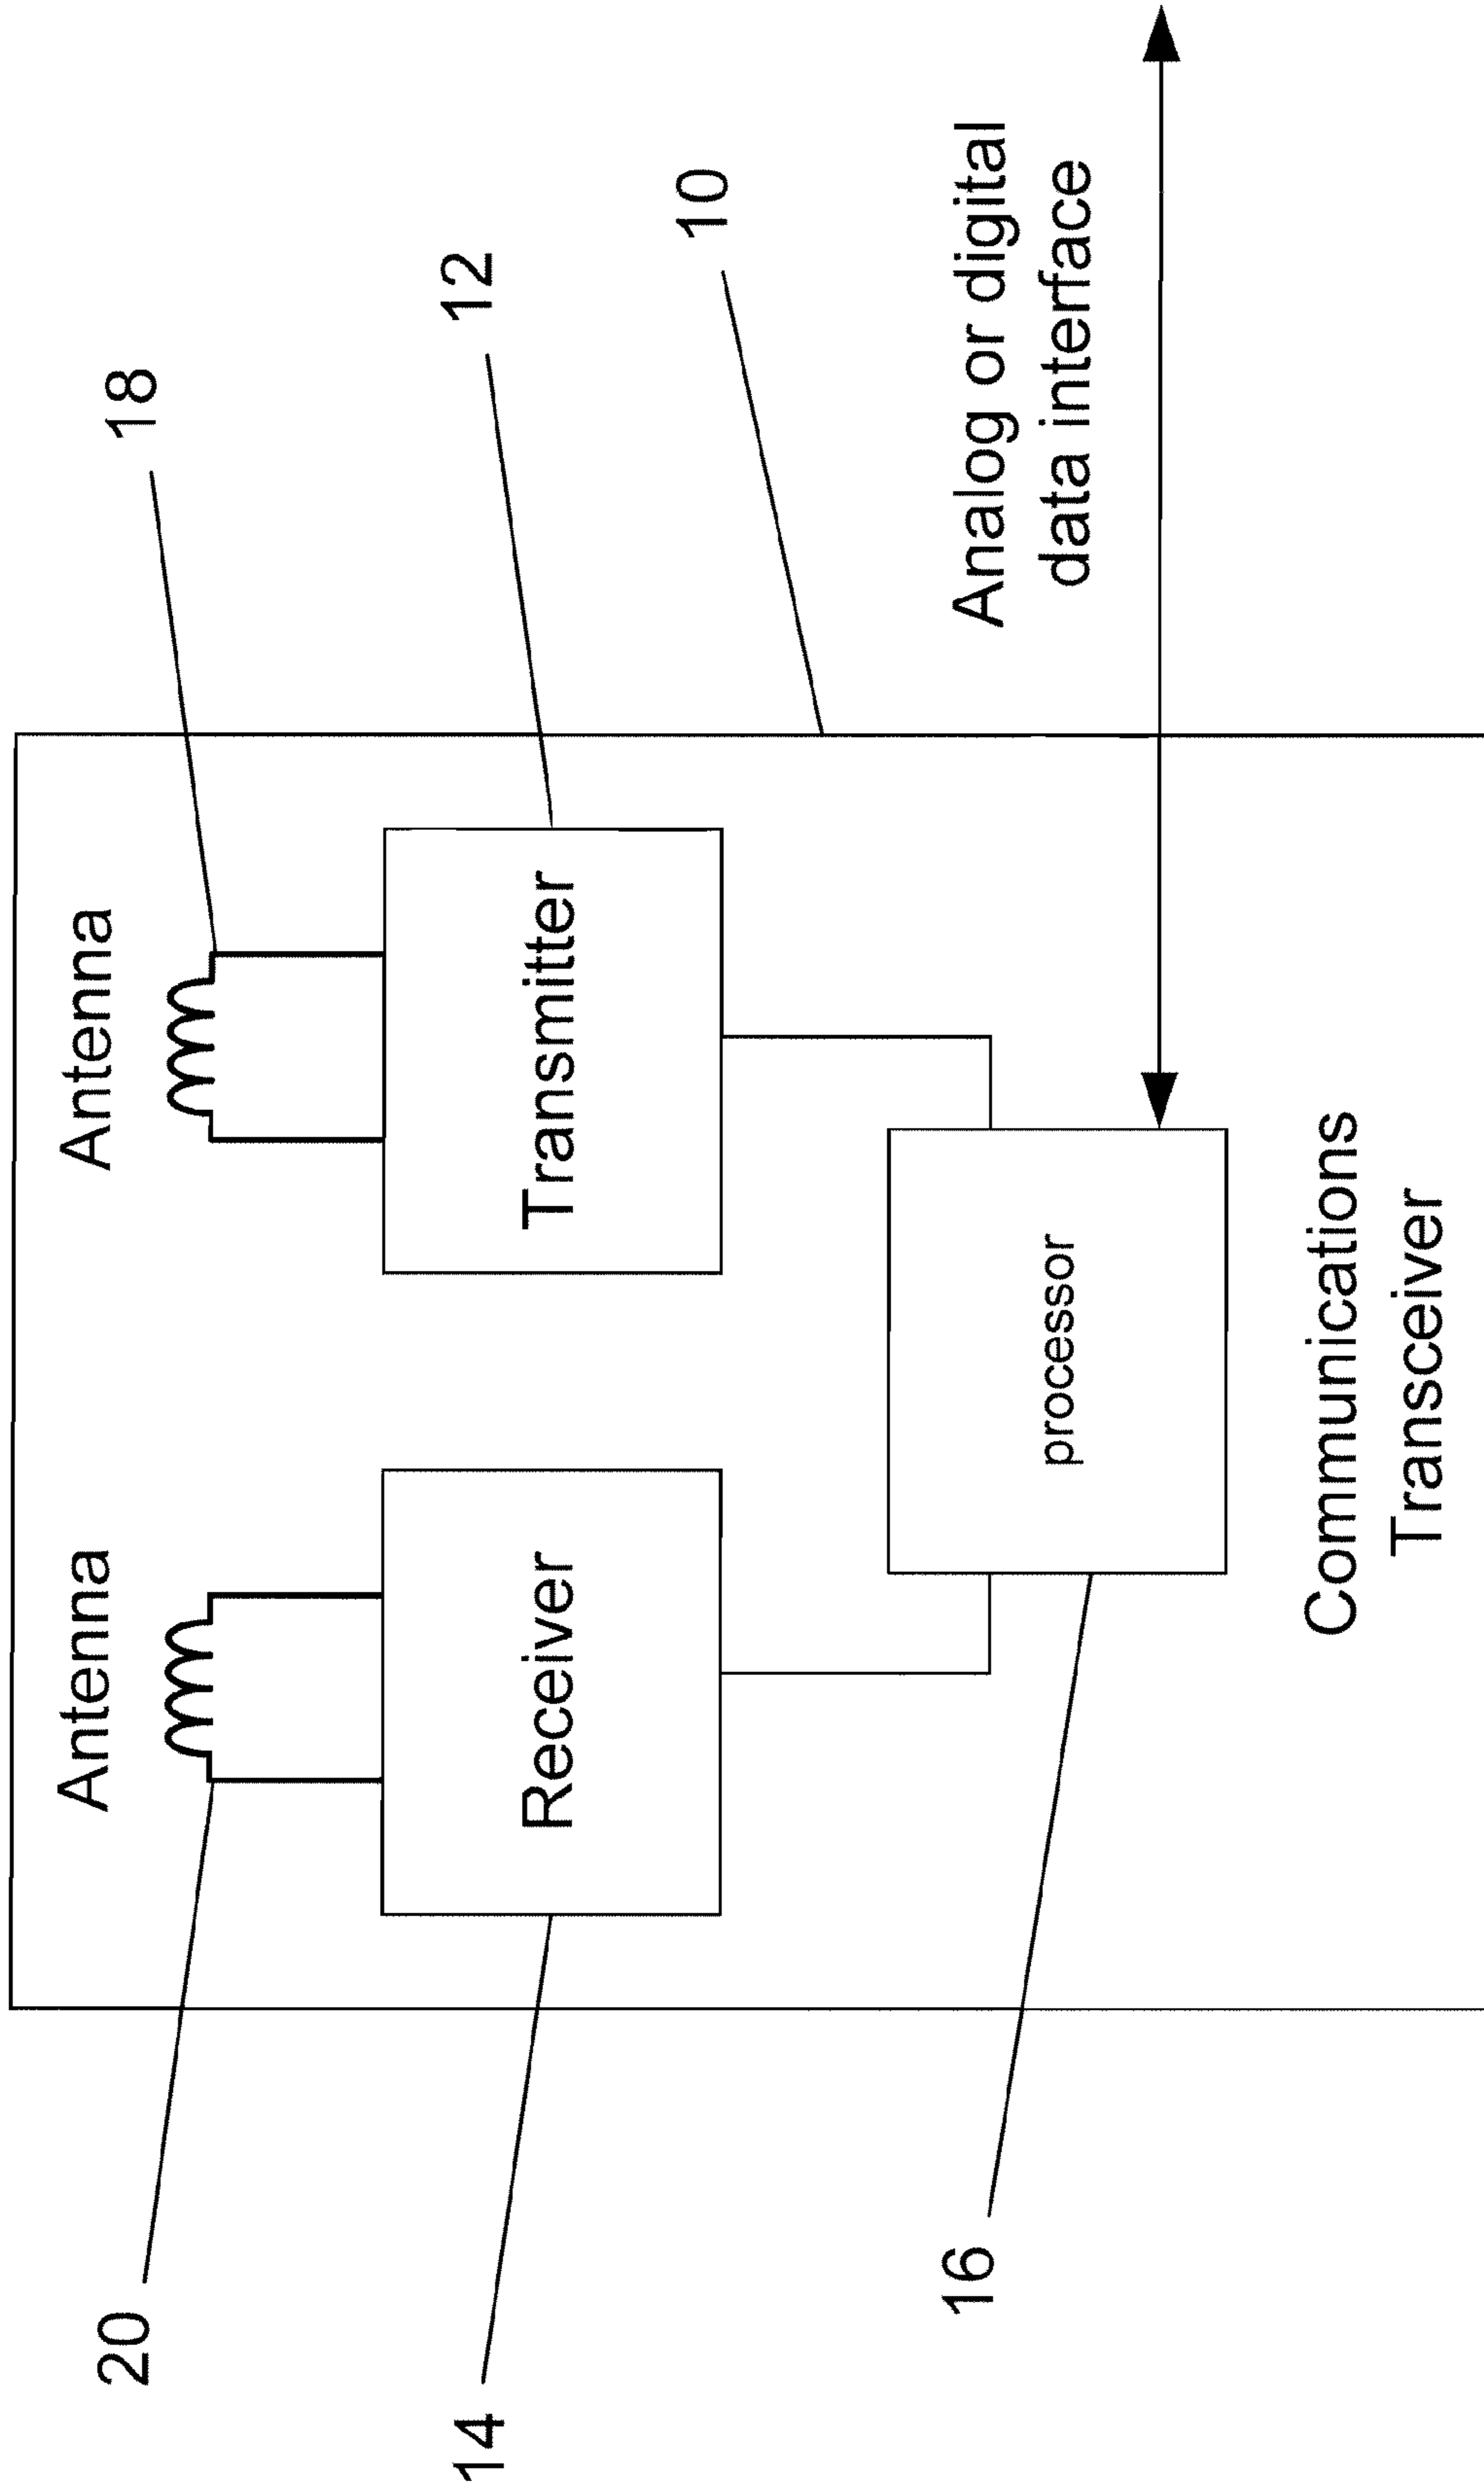 Antenna
Antenna
18
20
Receiver
Transmitter
12
14
10
processor
16
Analog or digital
data interface
Communications
Transceiver